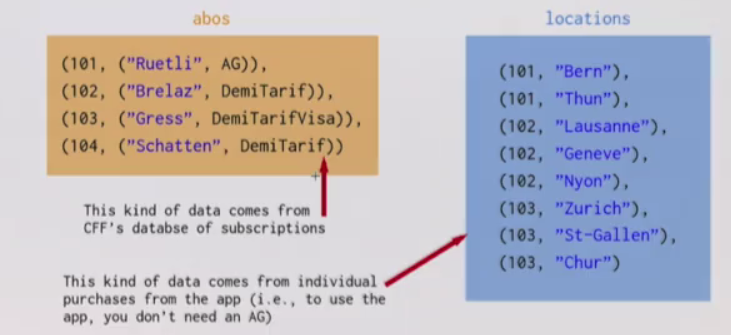 abos
(101, ("Ruetli", AG)),
(102, ("Brelaz", DemiTarif)),
(103, ("Gress", DemiTarifVisa)),
(104, ("Schatten", DemiTarif))
This kind of data comes from
CFF's databse of subscriptions
This kind of data comes from individual
purchases from the app (i.e., to use the
app, you don't need an AG)
locations
(101, "Bern"),
(101, "Thun"),
(102, "Lausanne"),
(102, "Geneve"),
(102, "Nyon"),
(103, "Zurich"),
(103, "St-Gallen"),
(103, "Chur")